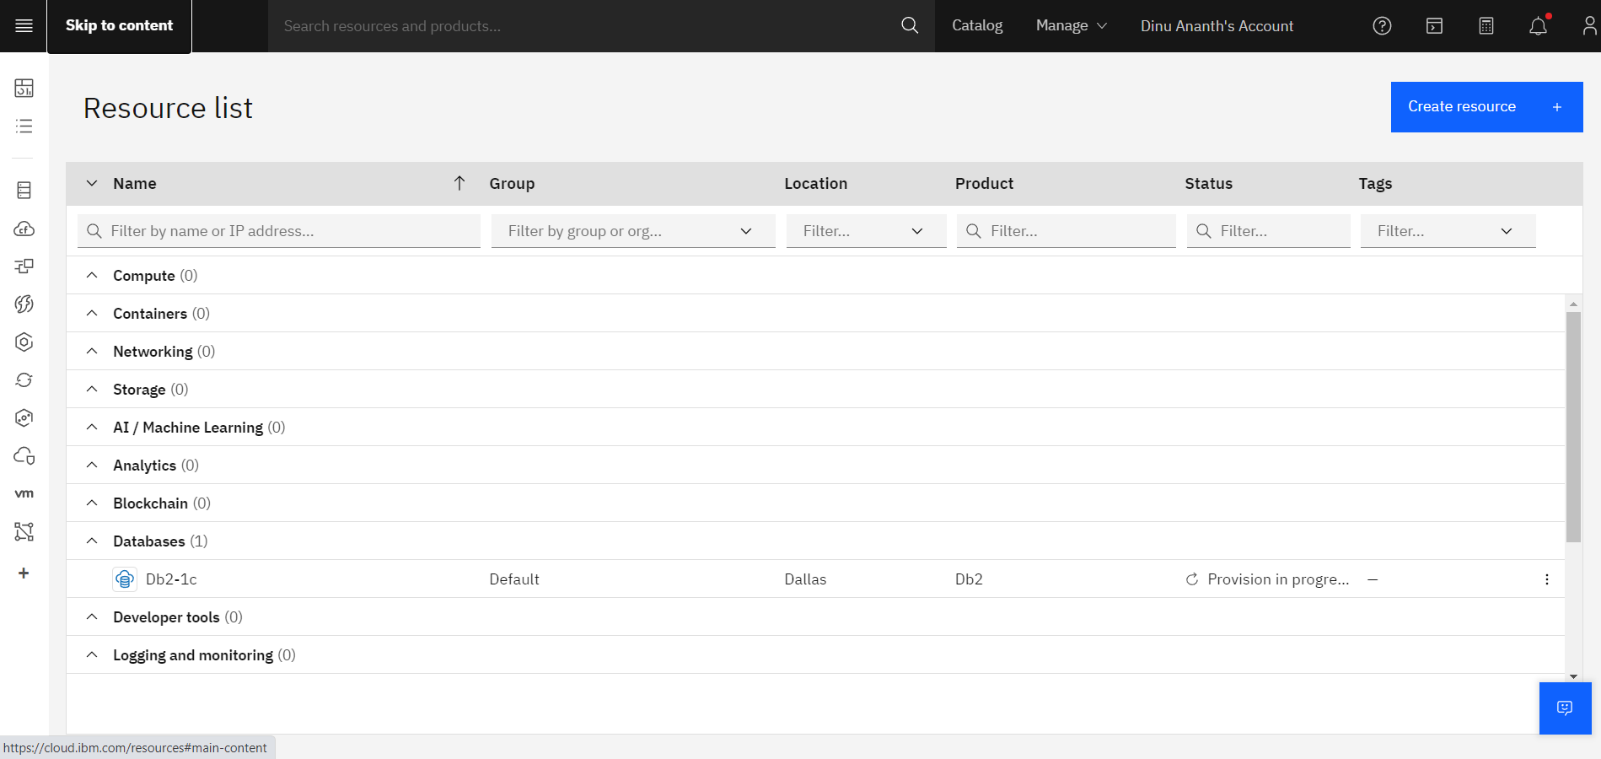 Skip to content
Search resources and products...
Catalog
Manage
Dinu Ananth's Account
Resource list
Create resource +
Name Group Location Product Status Tags
Filter by name or IP address... Filter by group or org... Filter... Filter... Filter... Filter...
Compute (0)
Containers (0)
Networking (0)
Storage (0)
AI / Machine Learning (0)
Analytics (0)
Blockchain (0)
Databases (1)
Db2-1c Default Dallas Db2 Provision in progre... —
Developer tools (0)
Logging and monitoring (0)
cf
vm
https://cloud.ibm.com/resources#main-content